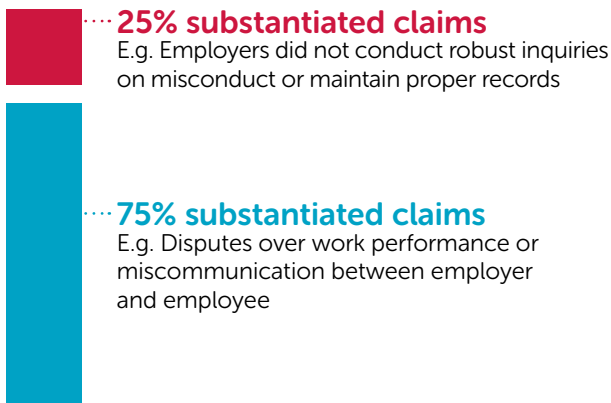 25% substantiated claims
E.g. Employers did not conduct robust inquiries
on misconduct or maintain proper records
75% substantiated claims
E.g. Disputes over work performance or
miscommunication between employer
and employee